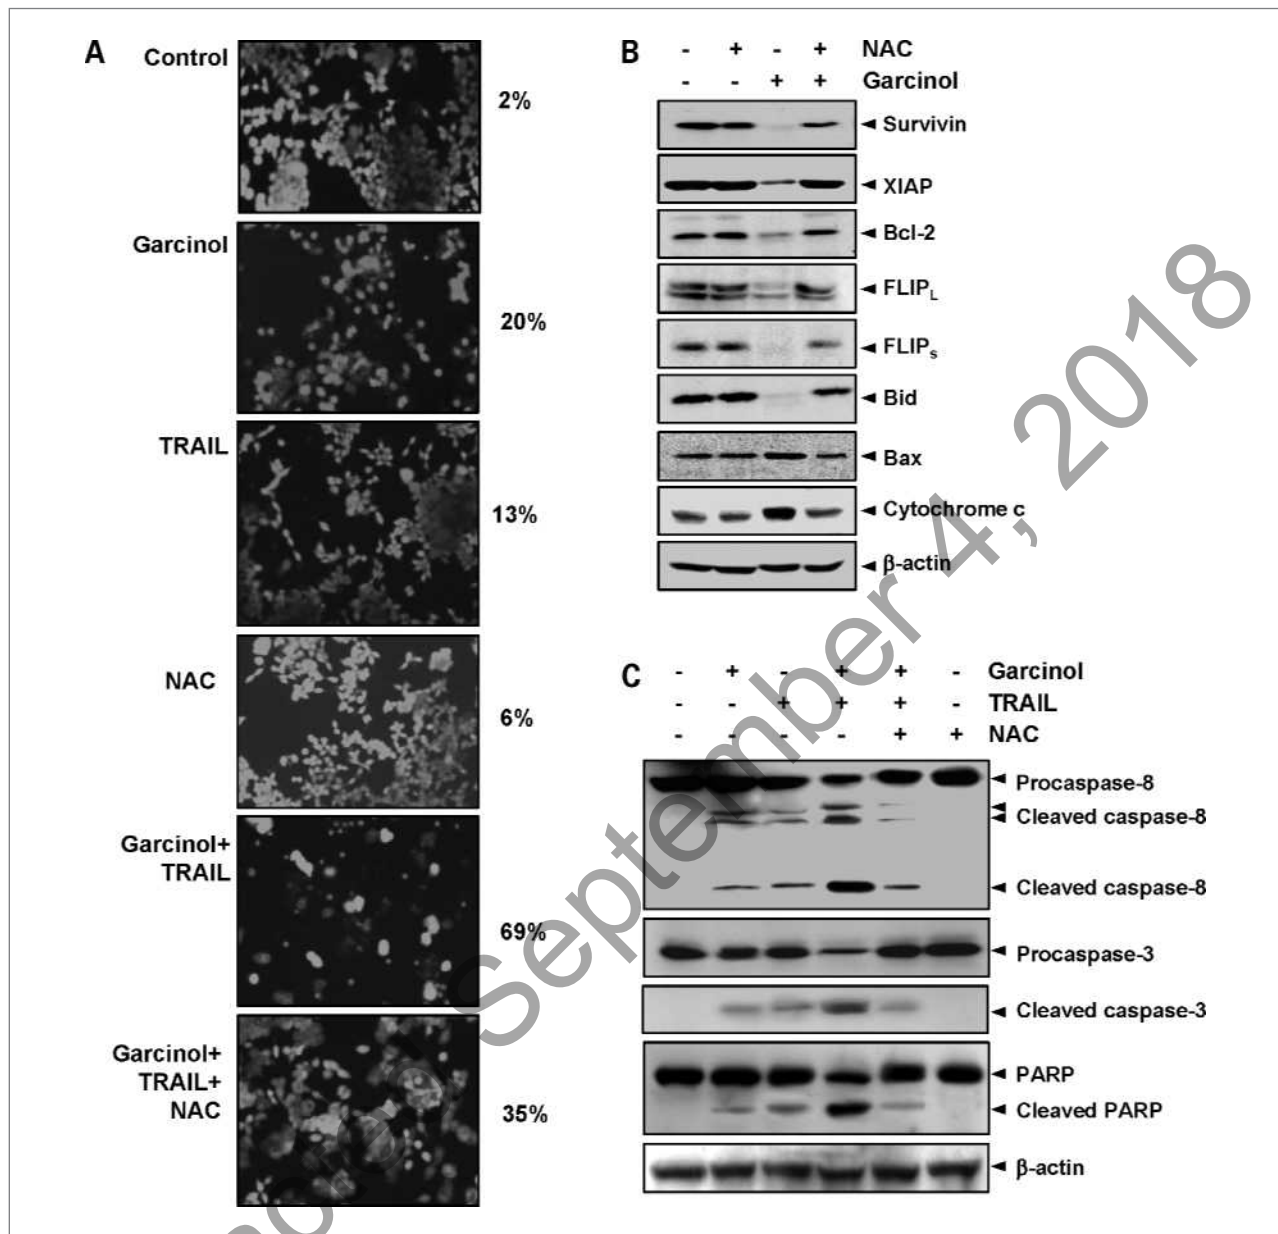 A
Control
2%
Garcinol
20%
TRAIL
13%
NAC
6%
Garcinol+
TRAIL
69%
Garcinol+
TRAIL+
NAC
35%
B
- + - + NAC
- - + + Garcinol
Survivin
XIAP
Bcl-2
FLIPL
FLIPs
Bid
Bax
Cytochrome c
β-actin
C
- + - + + - Garcinol
- - + + + - TRAIL
- - - - + + NAC
Procaspase-8
Cleaved caspase-8
Cleaved caspase-8
Procaspase-3
Cleaved caspase-3
PARP
Cleaved PARP
β-actin
September 4, 2018